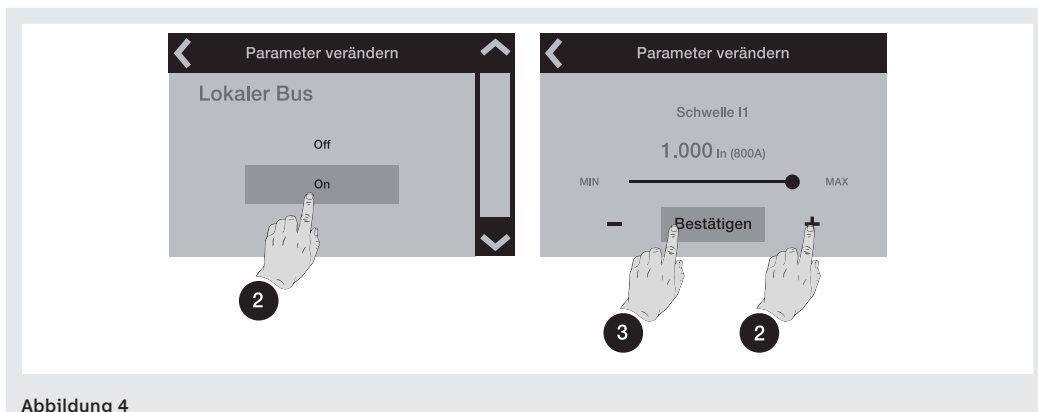 Parameter verändern
Lokaler Bus
Off
On
2
Parameter verändern
Schwelle I1
1.000 In (800A)
MIN MAX
– Bestätigen +
3 2
Abbildung 4